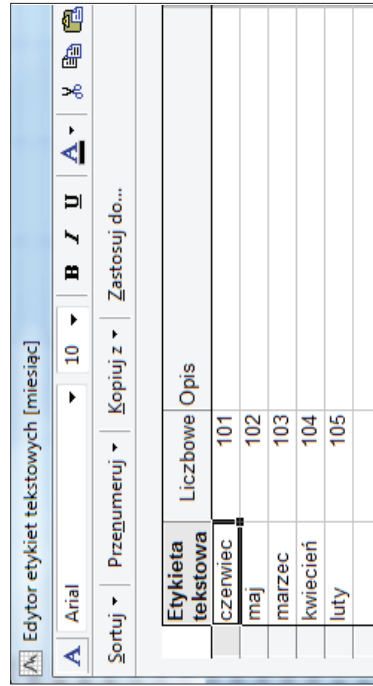 Edytor etykiet tekstowych [miesiąc]
A Arial 10 B I U A
Sortuj Przenumeruj Kopiuj z Zastosuj do...
Etykieta tekstowa Liczbowe Opis
czerwiec 101
maj 102
marzec 103
kwiecień 104
luty 105